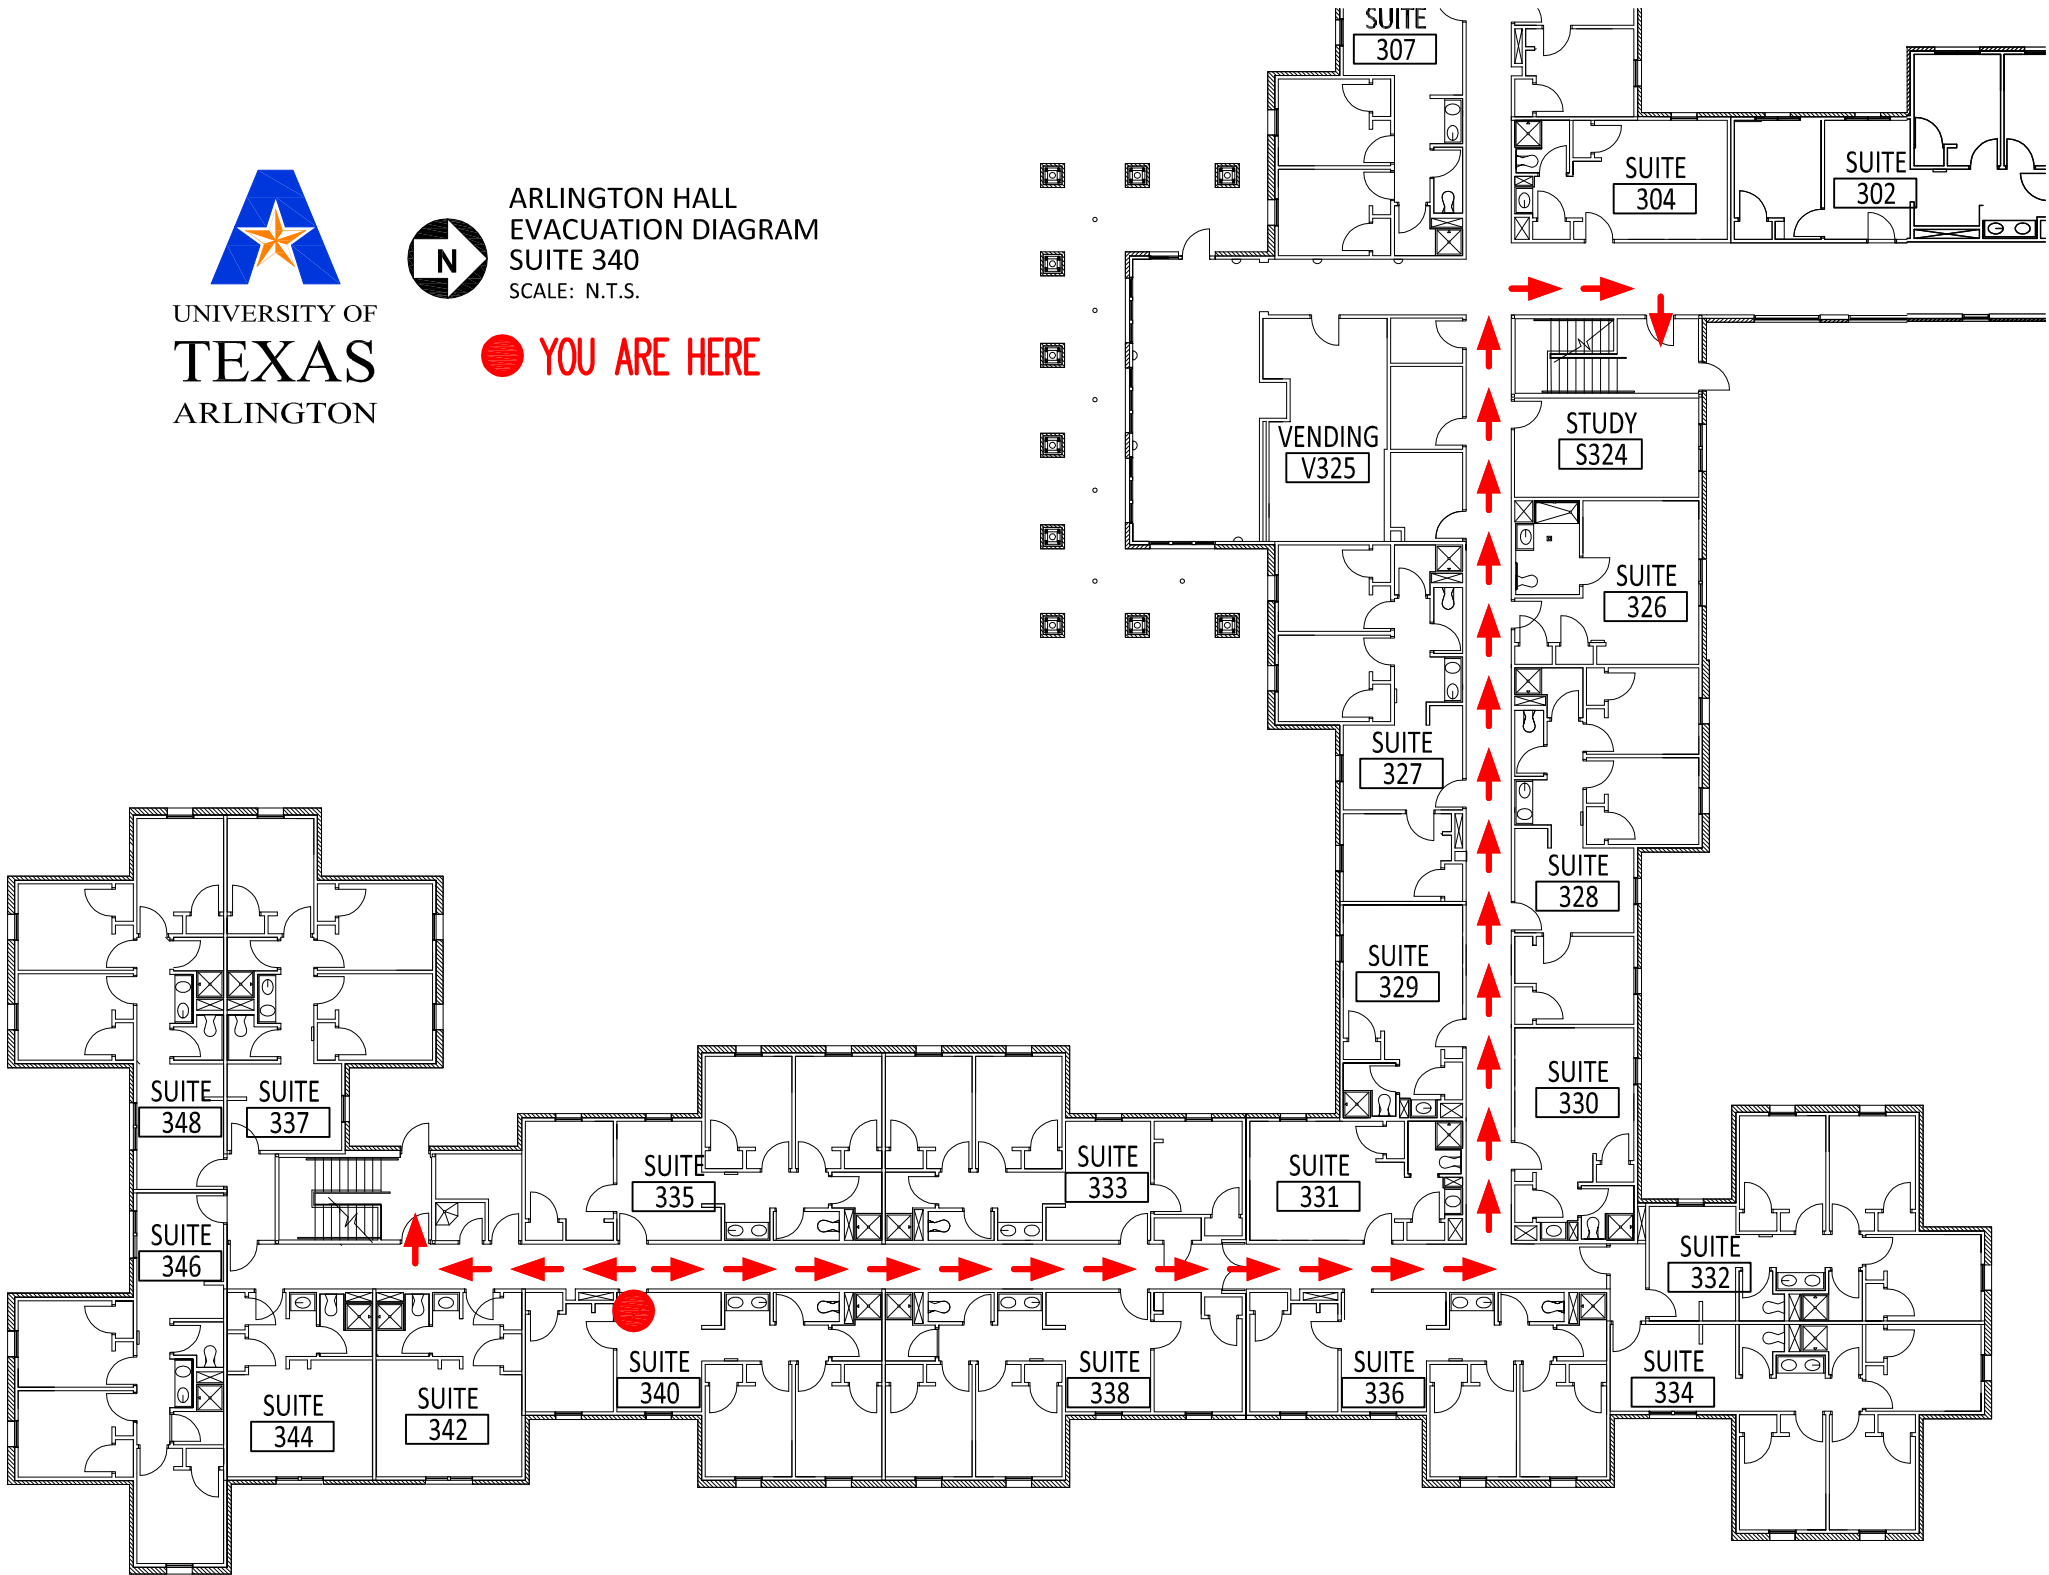 SUITE
307
SUITE
304
SUITE
302
UNIVERSITY OF
TEXAS
ARLINGTON
N
ARLINGTON HALL
EVACUATION DIAGRAM
SUITE 340
SCALE: N.T.S.
YOU ARE HERE
VENDING
V325
STUDY
S324
SUITE
326
SUITE
327
SUITE
328
SUITE
329
SUITE
330
SUITE
348
SUITE
337
SUITE
335
SUITE
333
SUITE
331
SUITE
346
SUITE
332
SUITE
344
SUITE
342
SUITE
340
SUITE
338
SUITE
336
SUITE
334